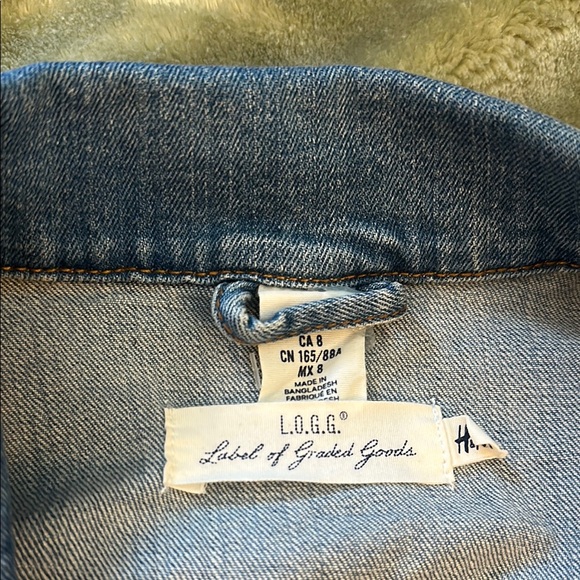 CA 8
CN 165/88A
MX 8
MADE IN
BANGLADESH
FABRIQUÉ EN
L.O.G.G.®
Label of Graded Goods